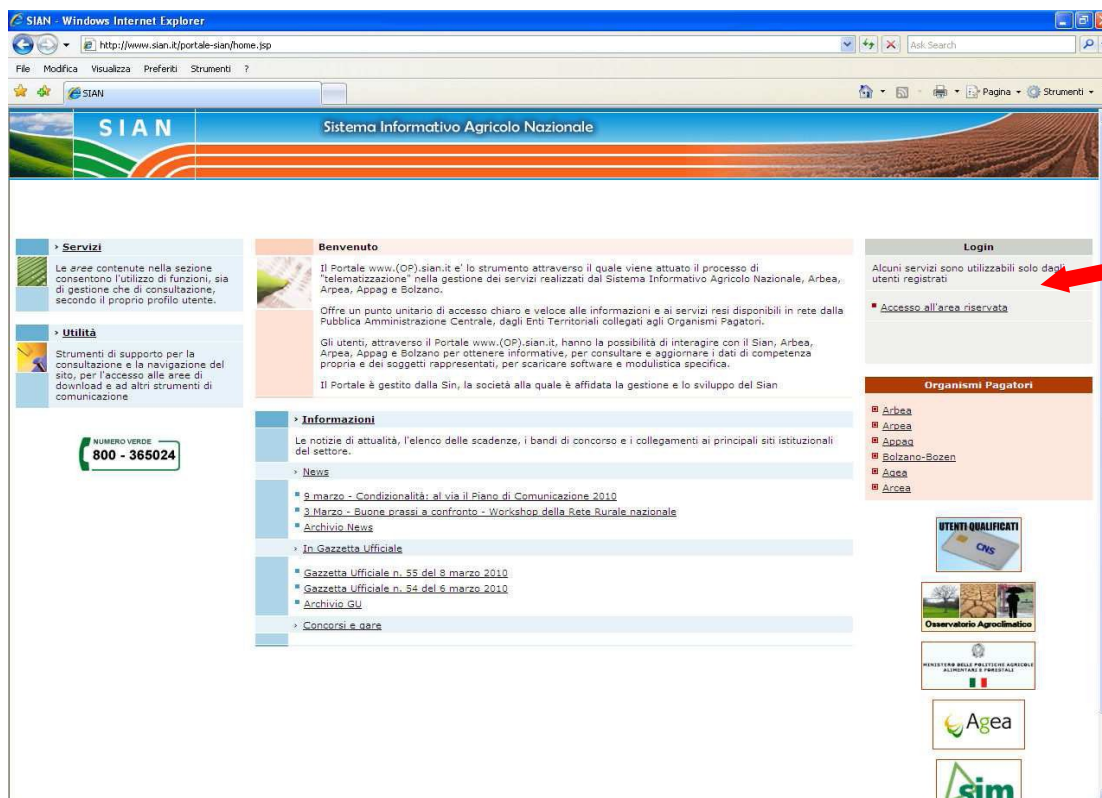 SIAN - Windows Internet Explorer
http://www.sian.it/portale-sian/home.jsp
Ask Search
File Modifica Visualizza Preferiti Strumenti ?
SIAN
Pagina Strumenti
SIAN
Sistema Informativo Agricolo Nazionale
› Servizi
Le aree contenute nella sezione
consentono l'utilizzo di funzioni, sia
di gestione che di consultazione,
secondo il proprio profilo utente.
› Utilità
Strumenti di supporto per la
consultazione e la navigazione del
sito, per l'accesso alle aree di
download e ad altri strumenti di
comunicazione
NUMERO VERDE
800 - 365024
Benvenuto
Il Portale www.(OP).sian.it e' lo strumento attraverso il quale viene attuato il processo di
"telematizzazione" nella gestione dei servizi realizzati dal Sistema Informativo Agricolo Nazionale, Arbea,
Arpea, Appag e Bolzano.
Offre un punto unitario di accesso chiaro e veloce alle informazioni e ai servizi resi disponibili in rete dalla
Pubblica Amministrazione Centrale, dagli Enti Territoriali collegati agli Organismi Pagatori.
Gli utenti, attraverso il Portale www.(OP).sian.it, hanno la possibilità di interagire con il Sian, Arbea,
Arpea, Appag e Bolzano per ottenere informative, per consultare e aggiornare i dati di competenza
propria e dei soggetti rappresentati, per scaricare software e modulistica specifica.
Il Portale è gestito dalla Sin, la società alla quale è affidata la gestione e lo sviluppo del Sian
› Informazioni
Le notizie di attualità, l'elenco delle scadenze, i bandi di concorso e i collegamenti ai principali siti istituzionali
del settore.
› News
9 marzo - Condizionalità: al via il Piano di Comunicazione 2010
3 Marzo - Buone prassi a confronto - Workshop della Rete Rurale nazionale
Archivio News
› In Gazzetta Ufficiale
Gazzetta Ufficiale n. 55 del 8 marzo 2010
Gazzetta Ufficiale n. 54 del 6 marzo 2010
Archivio GU
› Concorsi e gare
Login
Alcuni servizi sono utilizzabili solo dagli
utenti registrati
Accesso all'area riservata
Organismi Pagatori
Arbea
Arpea
Appag
Bolzano-Bozen
Agea
Arcea
UTENTI QUALIFICATI
CNS
Osservatorio Agroclimatico
MINISTERO DELLE POLITICHE AGRICOLE
ALIMENTARI E FORESTALI
Agea
sim